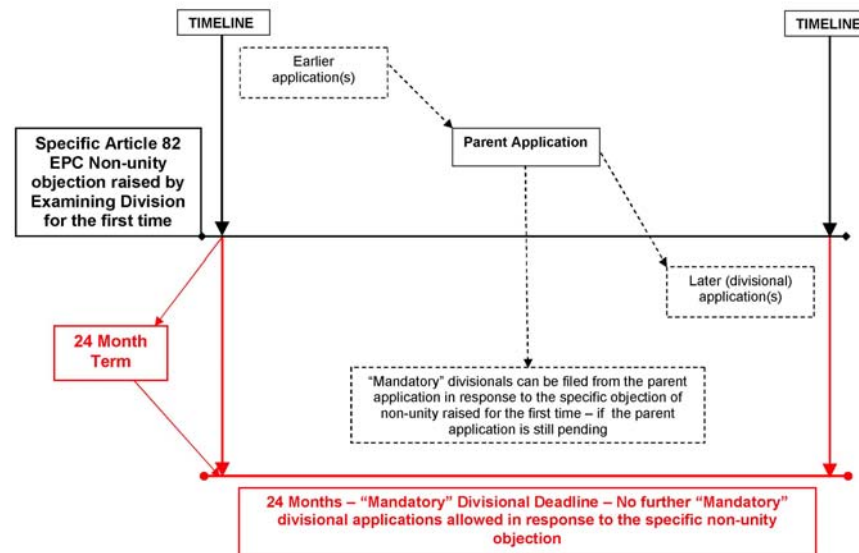 TIMELINE
TIMELINE
Earlier
application(s)
Specific Article 82
EPC Non-unity
objection raised by
Examining Division
for the first time
Parent Application
Later (divisional)
application(s)
24 Month
Term
“Mandatory” divisionals can be filed from the parent
application in response to the specific objection of
non-unity raised for the first time – if the parent
application is still pending
24 Months – “Mandatory” Divisional Deadline – No further “Mandatory”
divisional applications allowed in response to the specific non-unity
objection